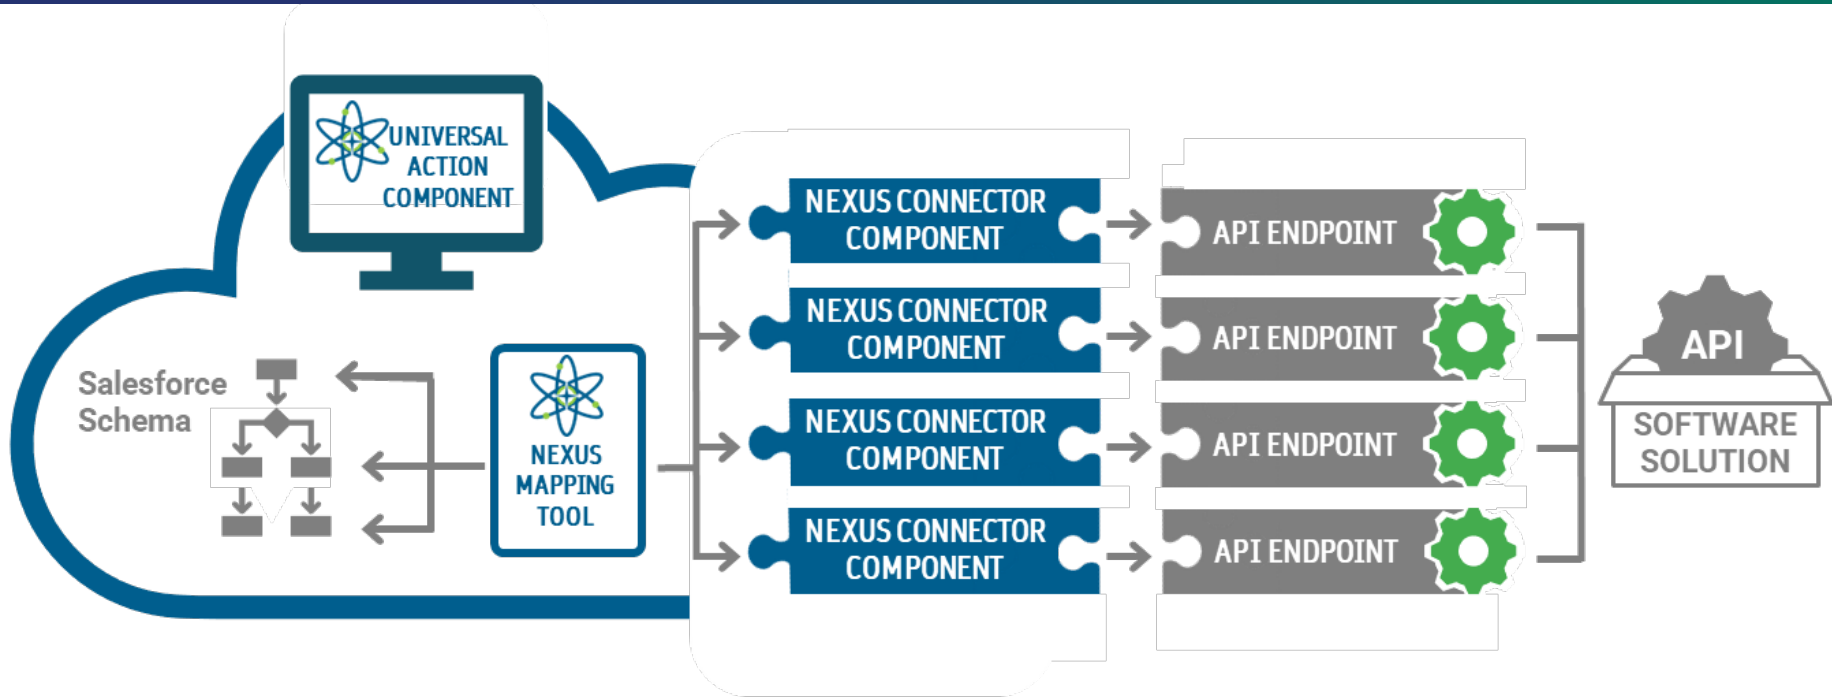 UNIVERSAL
ACTION
COMPONENT
Salesforce
Schema
NEXUS
MAPPING
TOOL
NEXUS CONNECTOR
COMPONENT
NEXUS CONNECTOR
COMPONENT
NEXUS CONNECTOR
COMPONENT
NEXUS CONNECTOR
COMPONENT
API ENDPOINT
API ENDPOINT
API ENDPOINT
API ENDPOINT
API
SOFTWARE
SOLUTION